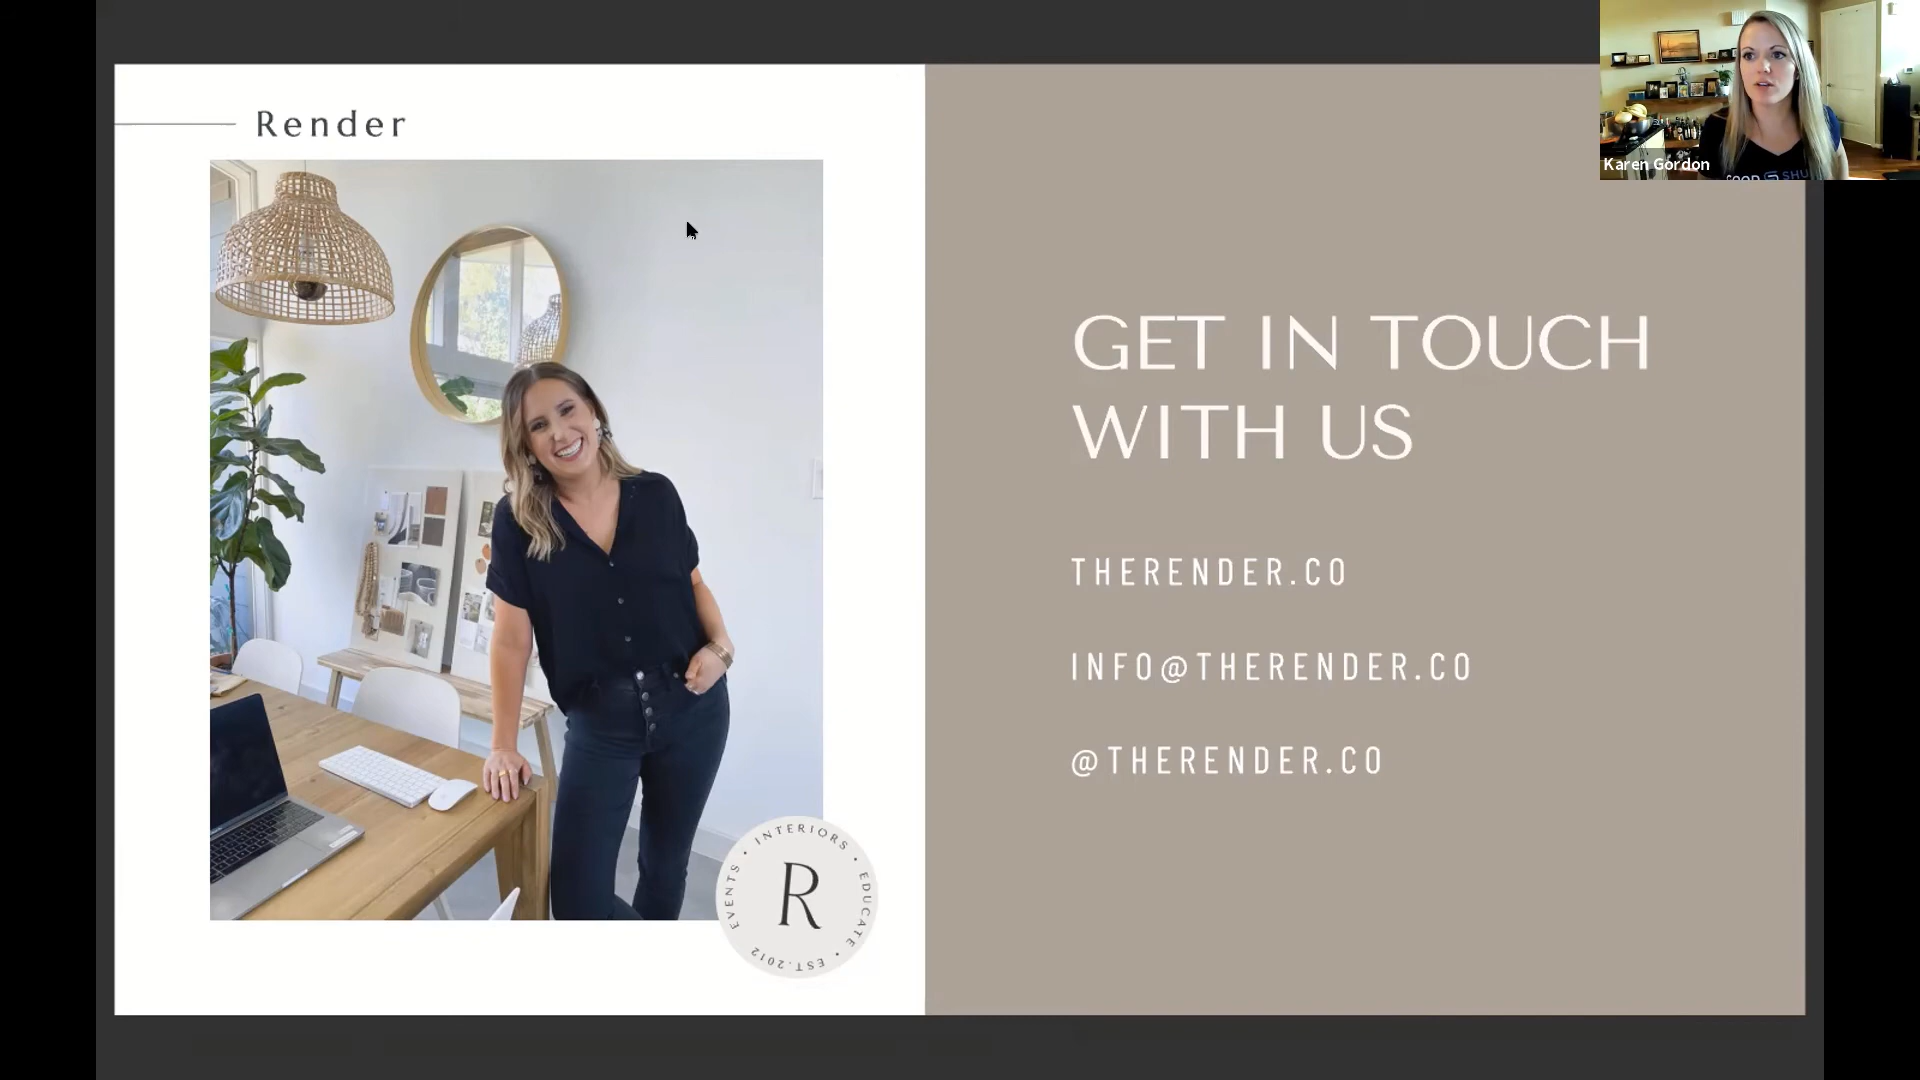 Render
GET IN TOUCH
WITH US
THERENDER.CO
INFO@THERENDER.CO
@THERENDER.CO
EVENTS • INTERIORS • EDUCATE • EST.2012
R
Karen Gordon